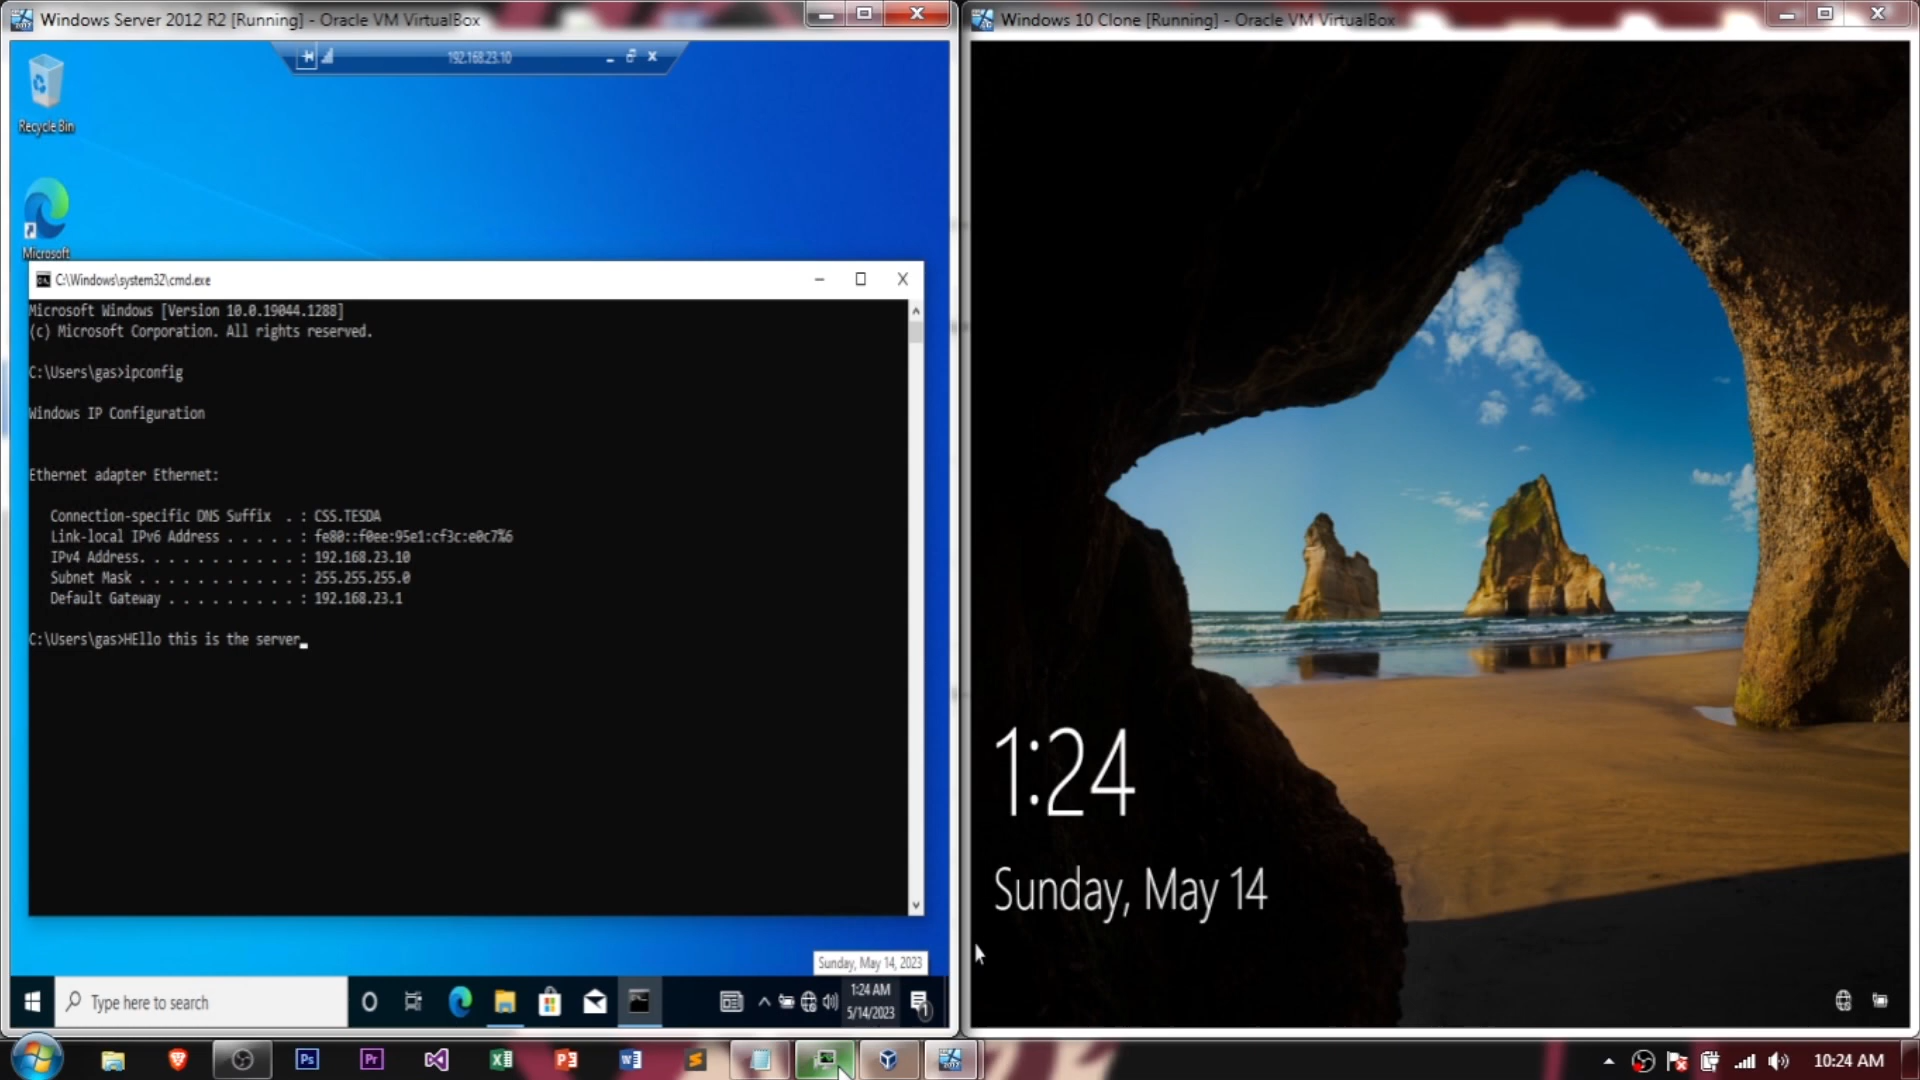 Windows Server 2012 R2 [Running] - Oracle VM VirtualBox
192.168.23.10
Recycle Bin
Microsoft
C:\Windows\system32\cmd.exe
Microsoft Windows [Version 10.0.19044.1288]
(c) Microsoft Corporation. All rights reserved.
C:\Users\gas>ipconfig
Windows IP Configuration
Ethernet adapter Ethernet:
Connection-specific DNS Suffix . : CSS.TESDA
Link-local IPv6 Address . . . . . : fe80::f0ee:95e1:cf3c:e0c7%6
IPv4 Address. . . . . . . . . . . : 192.168.23.10
Subnet Mask . . . . . . . . . . . : 255.255.255.0
Default Gateway . . . . . . . . . : 192.168.23.1
C:\Users\gas>HEllo this is the server
Sunday, May 14, 2023
Type here to search
1:24 AM
5/14/2023
1
Windows 10 Clone [Running] - Oracle VM VirtualBox
1:24
Sunday, May 14
Ps
Pr
10:24 AM